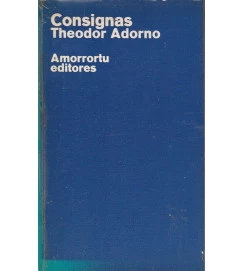 Consignas
Theodor Adorno
Amorrortu
editores